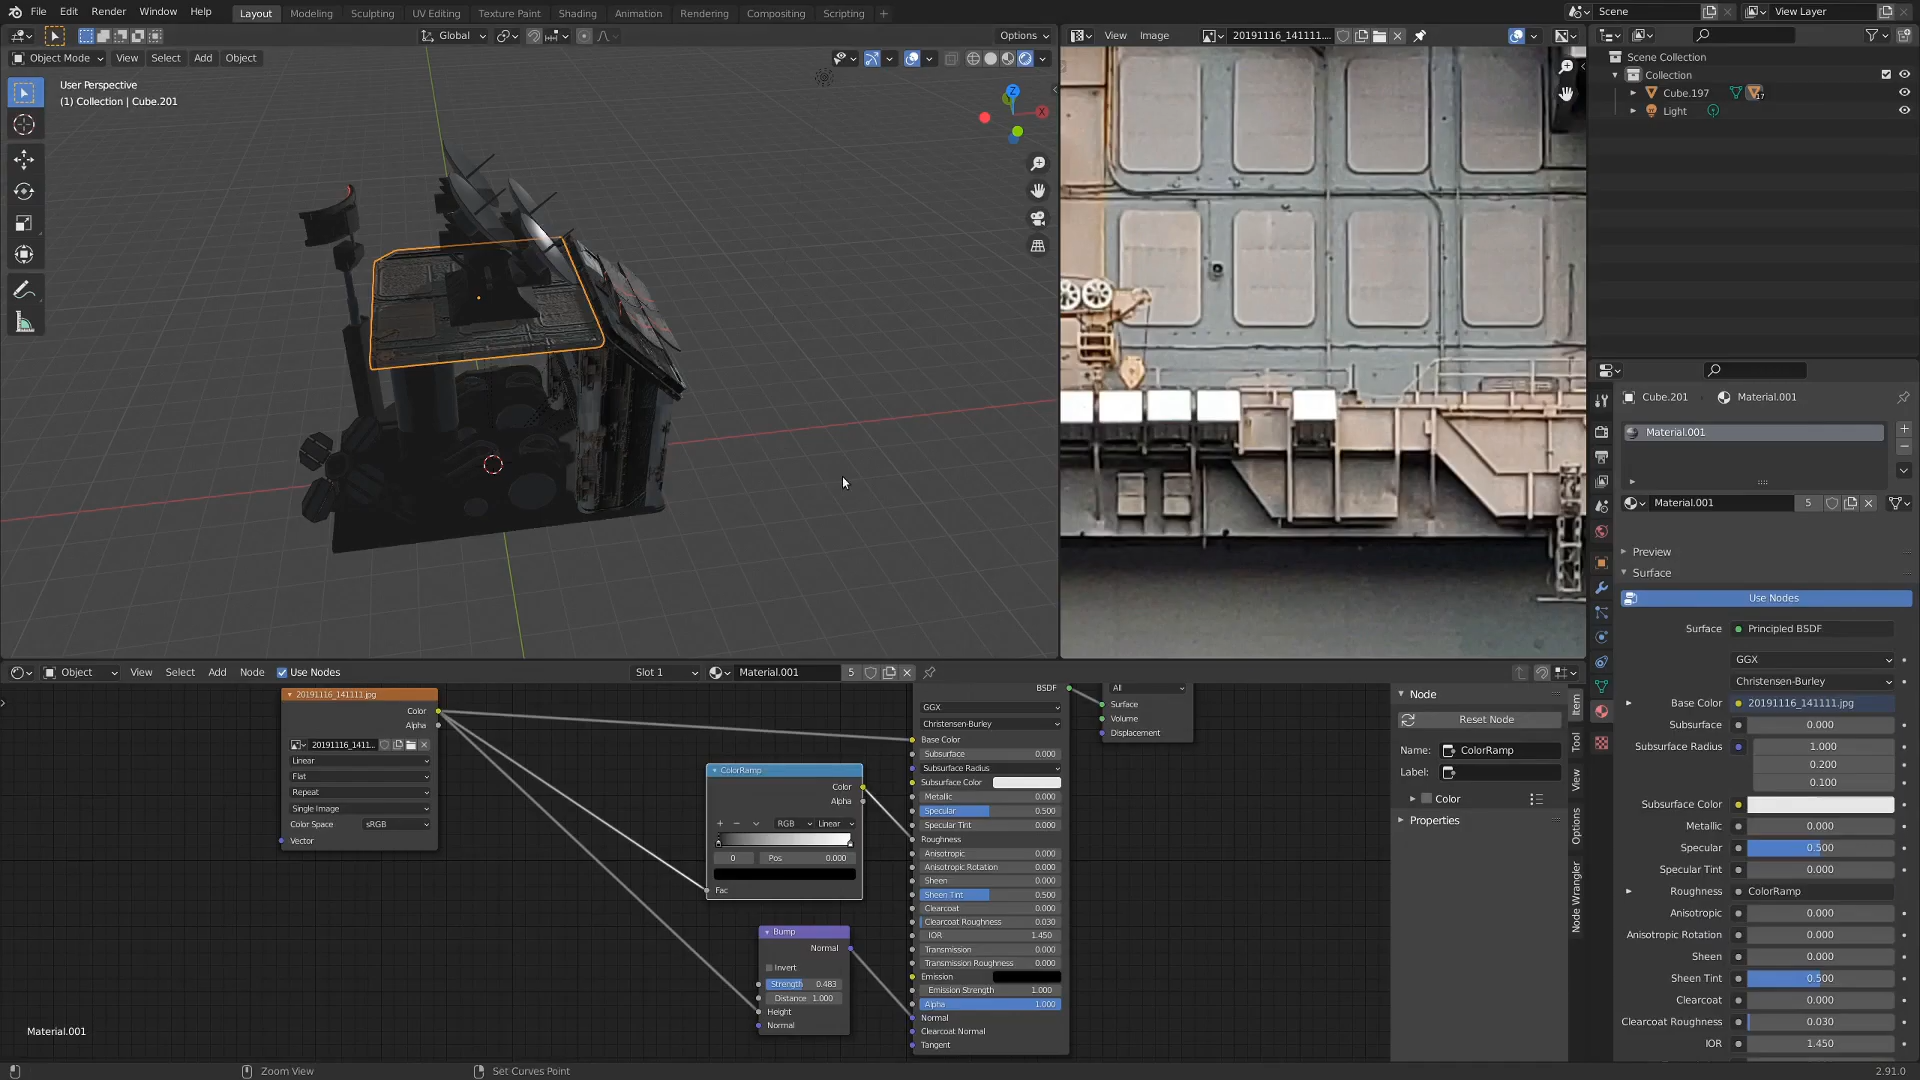 File Edit Render Window Help Layout Modeling Sculpting UV Editing Texture Paint Shading Animation Rendering Compositing Scripting + Scene View Layer
Global Options
Object Mode View Select Add Object
User Perspective
(1) Collection | Cube.201
Z
X
View Image 20191116_141111....
Scene Collection
Collection
Cube.197 17
Light
Cube.201 Material.001
Material.001
Material.001 5
Preview
Surface
Use Nodes
Surface Principled BSDF
GGX
Christensen-Burley
Base Color 20191116_141111.jpg
Subsurface 0.000
Subsurface Radius 1.000
0.200
0.100
Subsurface Color
Metallic 0.000
Specular 0.500
Specular Tint 0.000
Roughness ColorRamp
Anisotropic 0.000
Anisotropic Rotation 0.000
Sheen 0.000
Sheen Tint 0.500
Clearcoat 0.000
Clearcoat Roughness 0.030
IOR 1.450
Object View Select Add Node Use Nodes Slot 1 Material.001 5
20191116_141111.jpg
Color
Alpha
20191116_1411...
Linear
Flat
Repeat
Single Image
Color Space sRGB
Vector
ColorRamp
Color
Alpha
+ − RGB Linear
0 Pos 0.000
Fac
Bump
Normal
Invert
Strength 0.483
Distance 1.000
Height
Normal
BSDF
GGX
Christensen-Burley
Base Color
Subsurface 0.000
Subsurface Radius
Subsurface Color
Metallic 0.000
Specular 0.500
Specular Tint 0.000
Roughness
Anisotropic 0.000
Anisotropic Rotation 0.000
Sheen 0.000
Sheen Tint 0.500
Clearcoat 0.000
Clearcoat Roughness 0.030
IOR 1.450
Transmission 0.000
Transmission Roughness 0.000
Emission
Emission Strength 1.000
Alpha 1.000
Normal
Clearcoat Normal
Tangent
All
Surface
Volume
Displacement
Node
Reset Node
Name: ColorRamp
Label:
Color
Properties
Item
Tool
View
Options
Node Wrangler
Material.001
Zoom View Set Curves Point 2.91.0